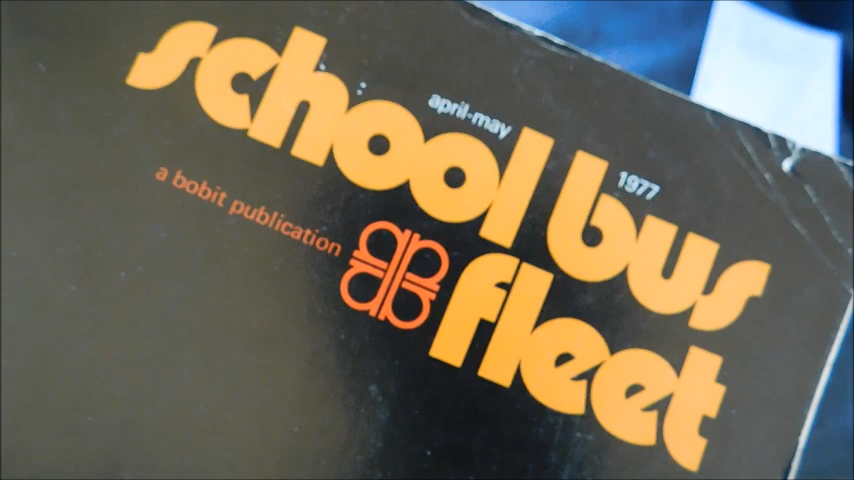 april-may
1977
school bus
a bobit publication
fleet